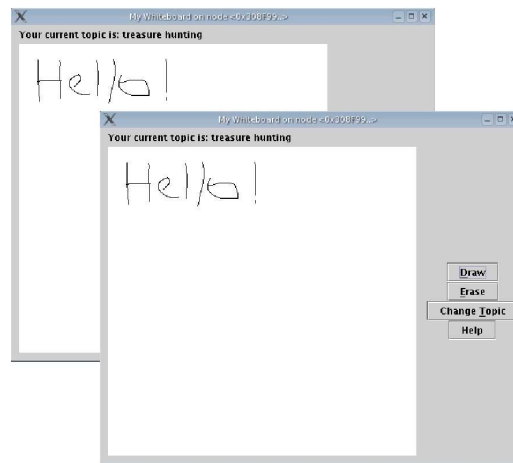 My Whiteboard on node <0x308F99..>
Your current topic is: treasure hunting
Hello!
My Whiteboard on node <0x308F99..>
Your current topic is: treasure hunting
Hello!
Draw
Erase
Change Topic
Help